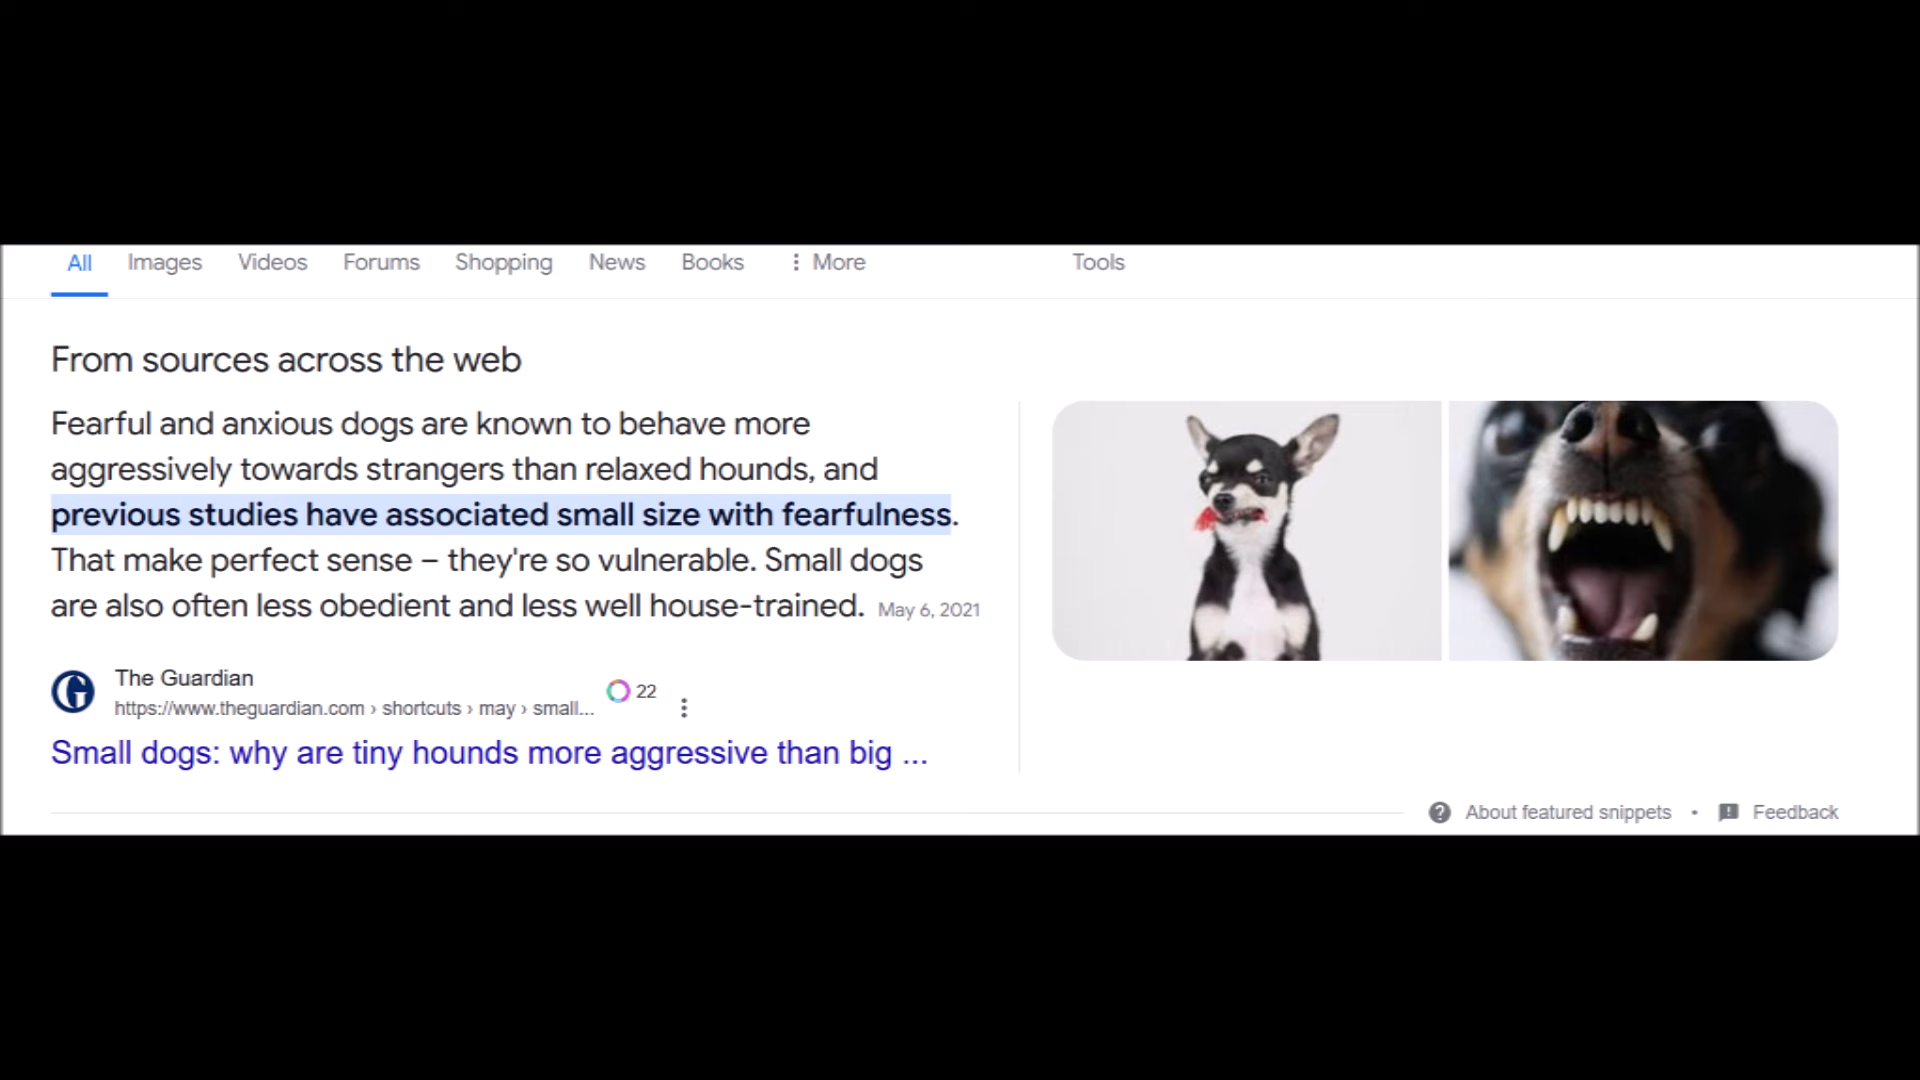 All Images Videos Forums Shopping News Books More Tools
From sources across the web
Fearful and anxious dogs are known to behave more
aggressively towards strangers than relaxed hounds, and
previous studies have associated small size with fearfulness.
That make perfect sense – they're so vulnerable. Small dogs
are also often less obedient and less well house-trained. May 6, 2021
The Guardian
22
https://www.theguardian.com › shortcuts › may › small...
Small dogs: why are tiny hounds more aggressive than big ...
About featured snippets • Feedback